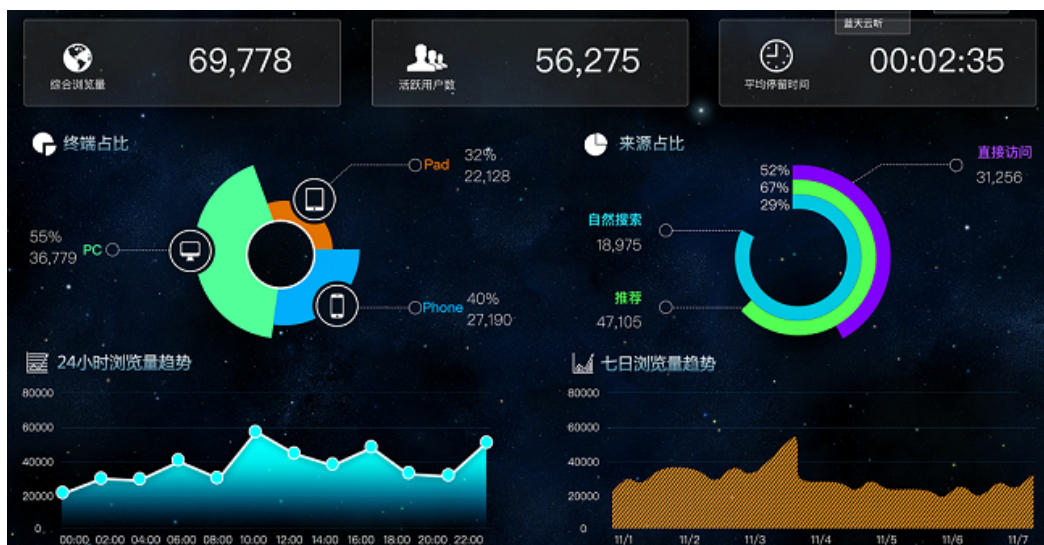 蓝天云听
69,778
综合浏览量
56,275
活跃用户数
00:02:35
平均停留时间
终端占比
Pad
32%
22,128
55%
36,779
PC
Phone
40%
27,190
来源占比
52%
67%
29%
直接访问
31,256
自然搜索
18,975
推荐
47,105
24小时浏览量趋势
80000
60000
40000
20000
0
00:00 02:00 04:00 06:00 08:00 10:00 12:00 14:00 16:00 18:00 20:00 22:00
七日浏览量趋势
80000
60000
40000
20000
0
11/1 11/2 11/3 11/4 11/5 11/6 11/7